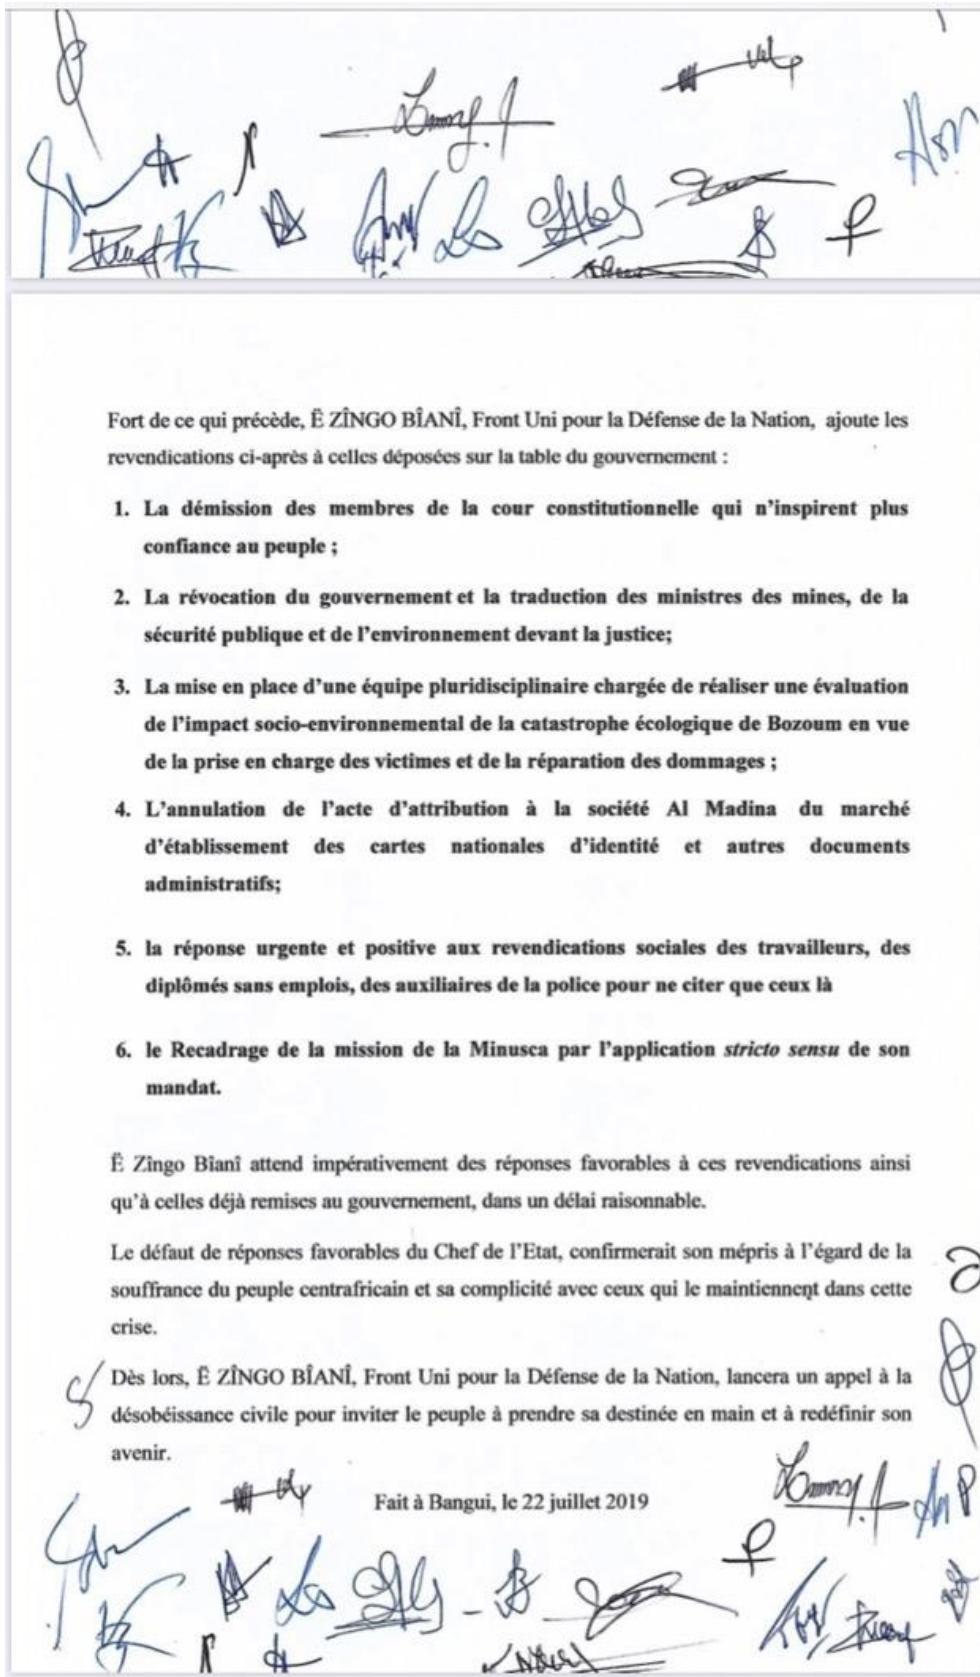 Fort de ce qui précède, Ë ZÎNGO BÎANÎ, Front Uni pour la Défense de la Nation, ajoute les
revendications ci-après à celles déposées sur la table du gouvernement :
1. La démission des membres de la cour constitutionnelle qui n'inspirent plus
confiance au peuple ;
2. La révocation du gouvernement et la traduction des ministres des mines, de la
sécurité publique et de l'environnement devant la justice;
3. La mise en place d'une équipe pluridisciplinaire chargée de réaliser une évaluation
de l'impact socio-environnemental de la catastrophe écologique de Bozoum en vue
de la prise en charge des victimes et de la réparation des dommages ;
4. L'annulation de l'acte d'attribution à la société Al Madina du marché
d'établissement des cartes nationales d'identité et autres documents
administratifs;
5. la réponse urgente et positive aux revendications sociales des travailleurs, des
diplômés sans emplois, des auxiliaires de la police pour ne citer que ceux là
6. le Recadrage de la mission de la Minusca par l'application stricto sensu de son
mandat.
Ë Zîngo Bîanî attend impérativement des réponses favorables à ces revendications ainsi
qu'à celles déjà remises au gouvernement, dans un délai raisonnable.
Le défaut de réponses favorables du Chef de l'Etat, confirmerait son mépris à l'égard de la
souffrance du peuple centrafricain et sa complicité avec ceux qui le maintiennent dans cette
crise.
Dès lors, Ë ZÎNGO BÎANÎ, Front Uni pour la Défense de la Nation, lancera un appel à la
désobéissance civile pour inviter le peuple à prendre sa destinée en main et à redéfinir son
avenir.
Fait à Bangui, le 22 juillet 2019